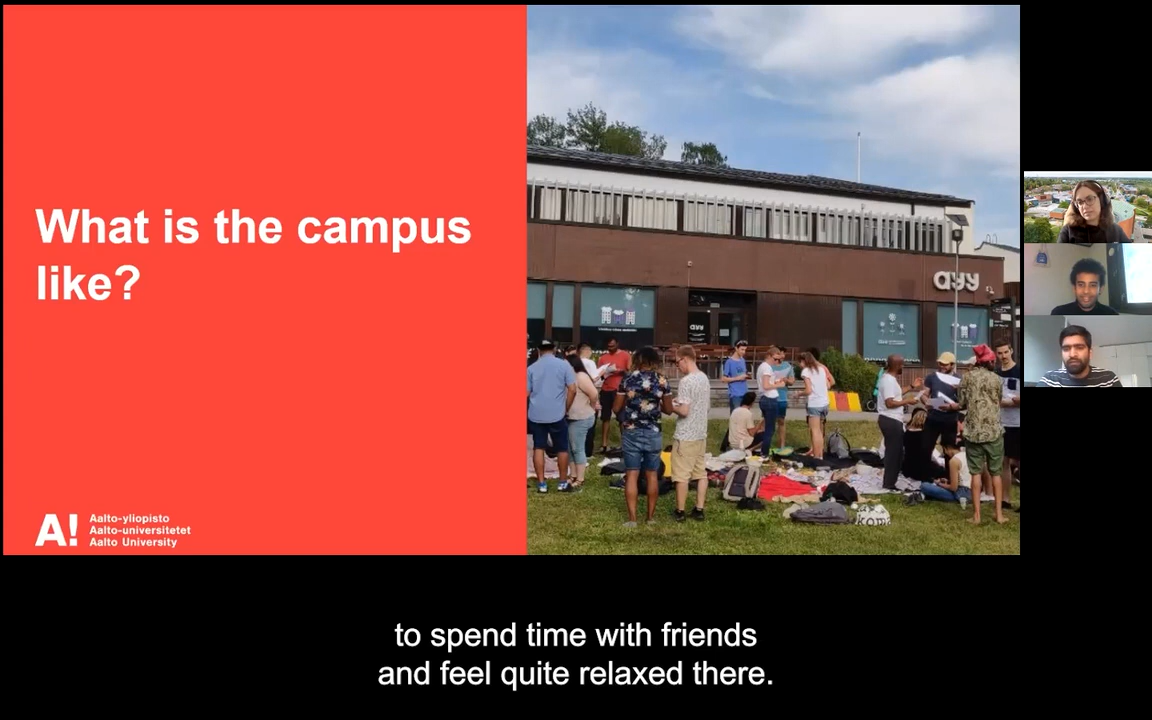 What is the campus
like?
A!
Aalto-yliopisto
Aalto-universitetet
Aalto University
ayy
ayy
to spend time with friends
and feel quite relaxed there.